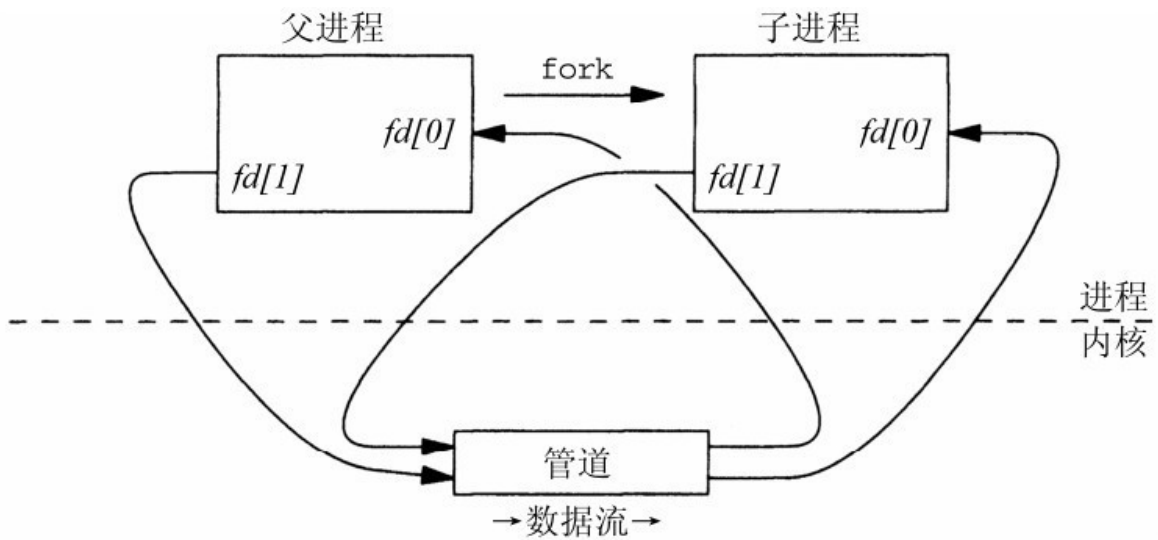 父进程
子进程
fork
fd[0]
fd[0]
fd[1]
fd[1]
进程
内核
管道
→数据流→